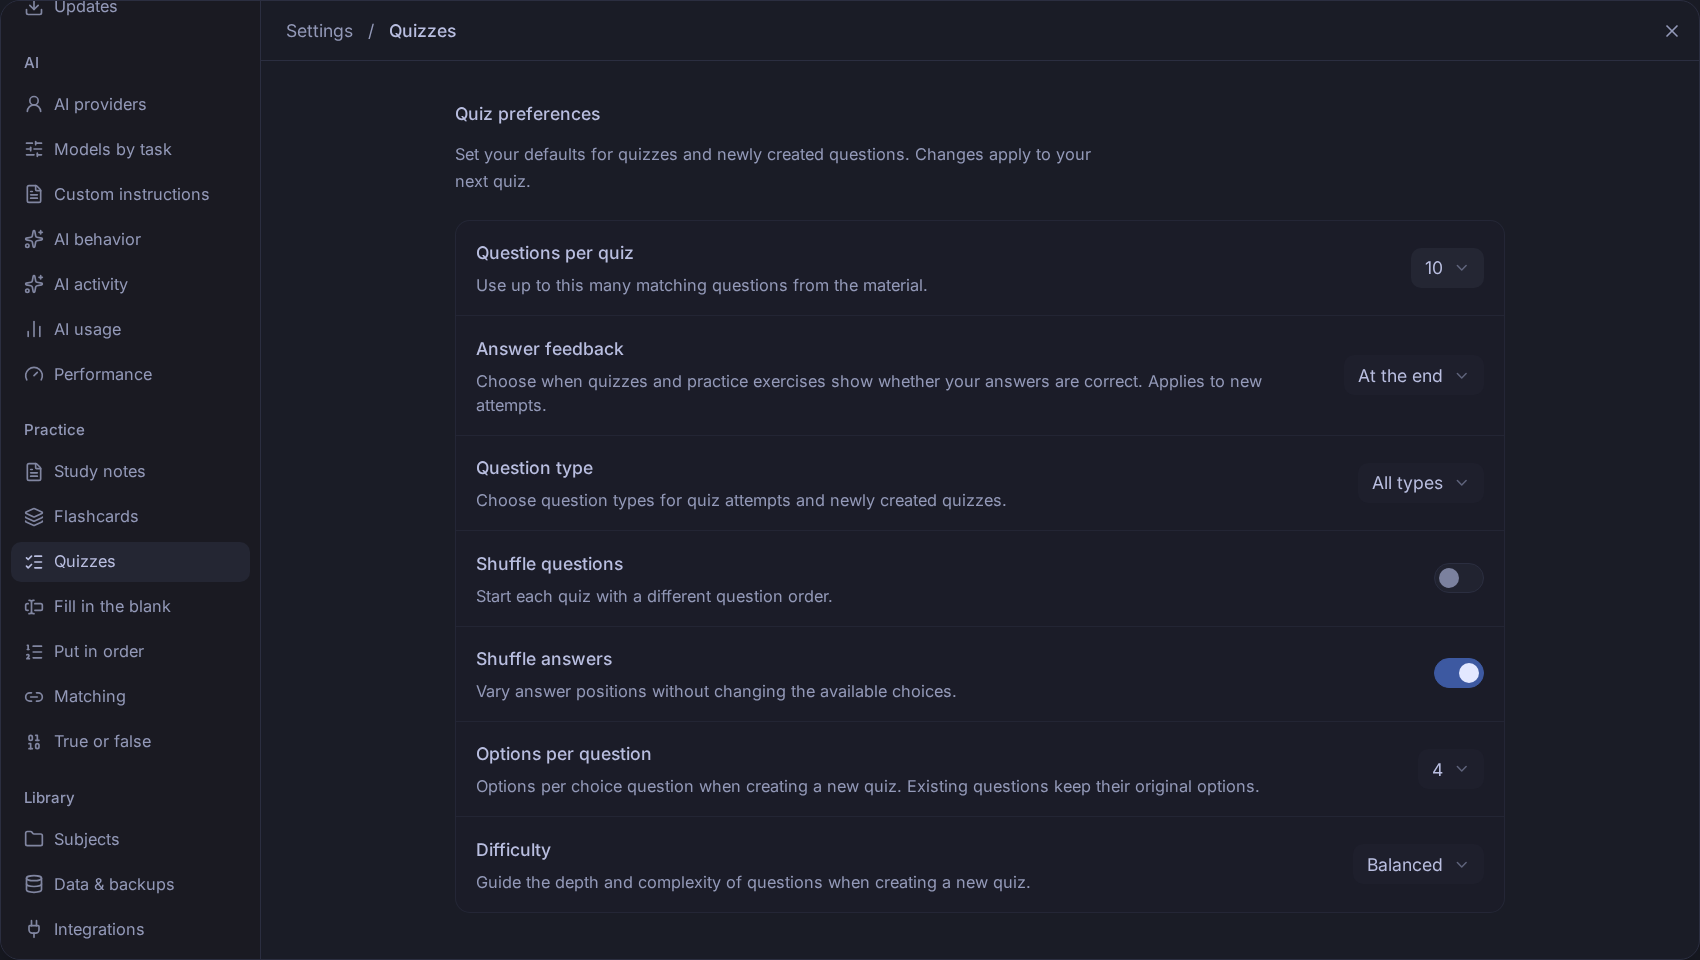 Updates
AI
AI providers
Models by task
Custom instructions
AI behavior
AI activity
AI usage
Performance
Practice
Study notes
Flashcards
Quizzes
Fill in the blank
Put in order
Matching
True or false
Library
Subjects
Data & backups
Integrations
Settings / Quizzes
Quiz preferences
Set your defaults for quizzes and newly created questions. Changes apply to your
next quiz.
Questions per quiz
Use up to this many matching questions from the material.
10
Answer feedback
Choose when quizzes and practice exercises show whether your answers are correct. Applies to new
attempts.
At the end
Question type
Choose question types for quiz attempts and newly created quizzes.
All types
Shuffle questions
Start each quiz with a different question order.
Shuffle answers
Vary answer positions without changing the available choices.
Options per question
Options per choice question when creating a new quiz. Existing questions keep their original options.
4
Difficulty
Guide the depth and complexity of questions when creating a new quiz.
Balanced